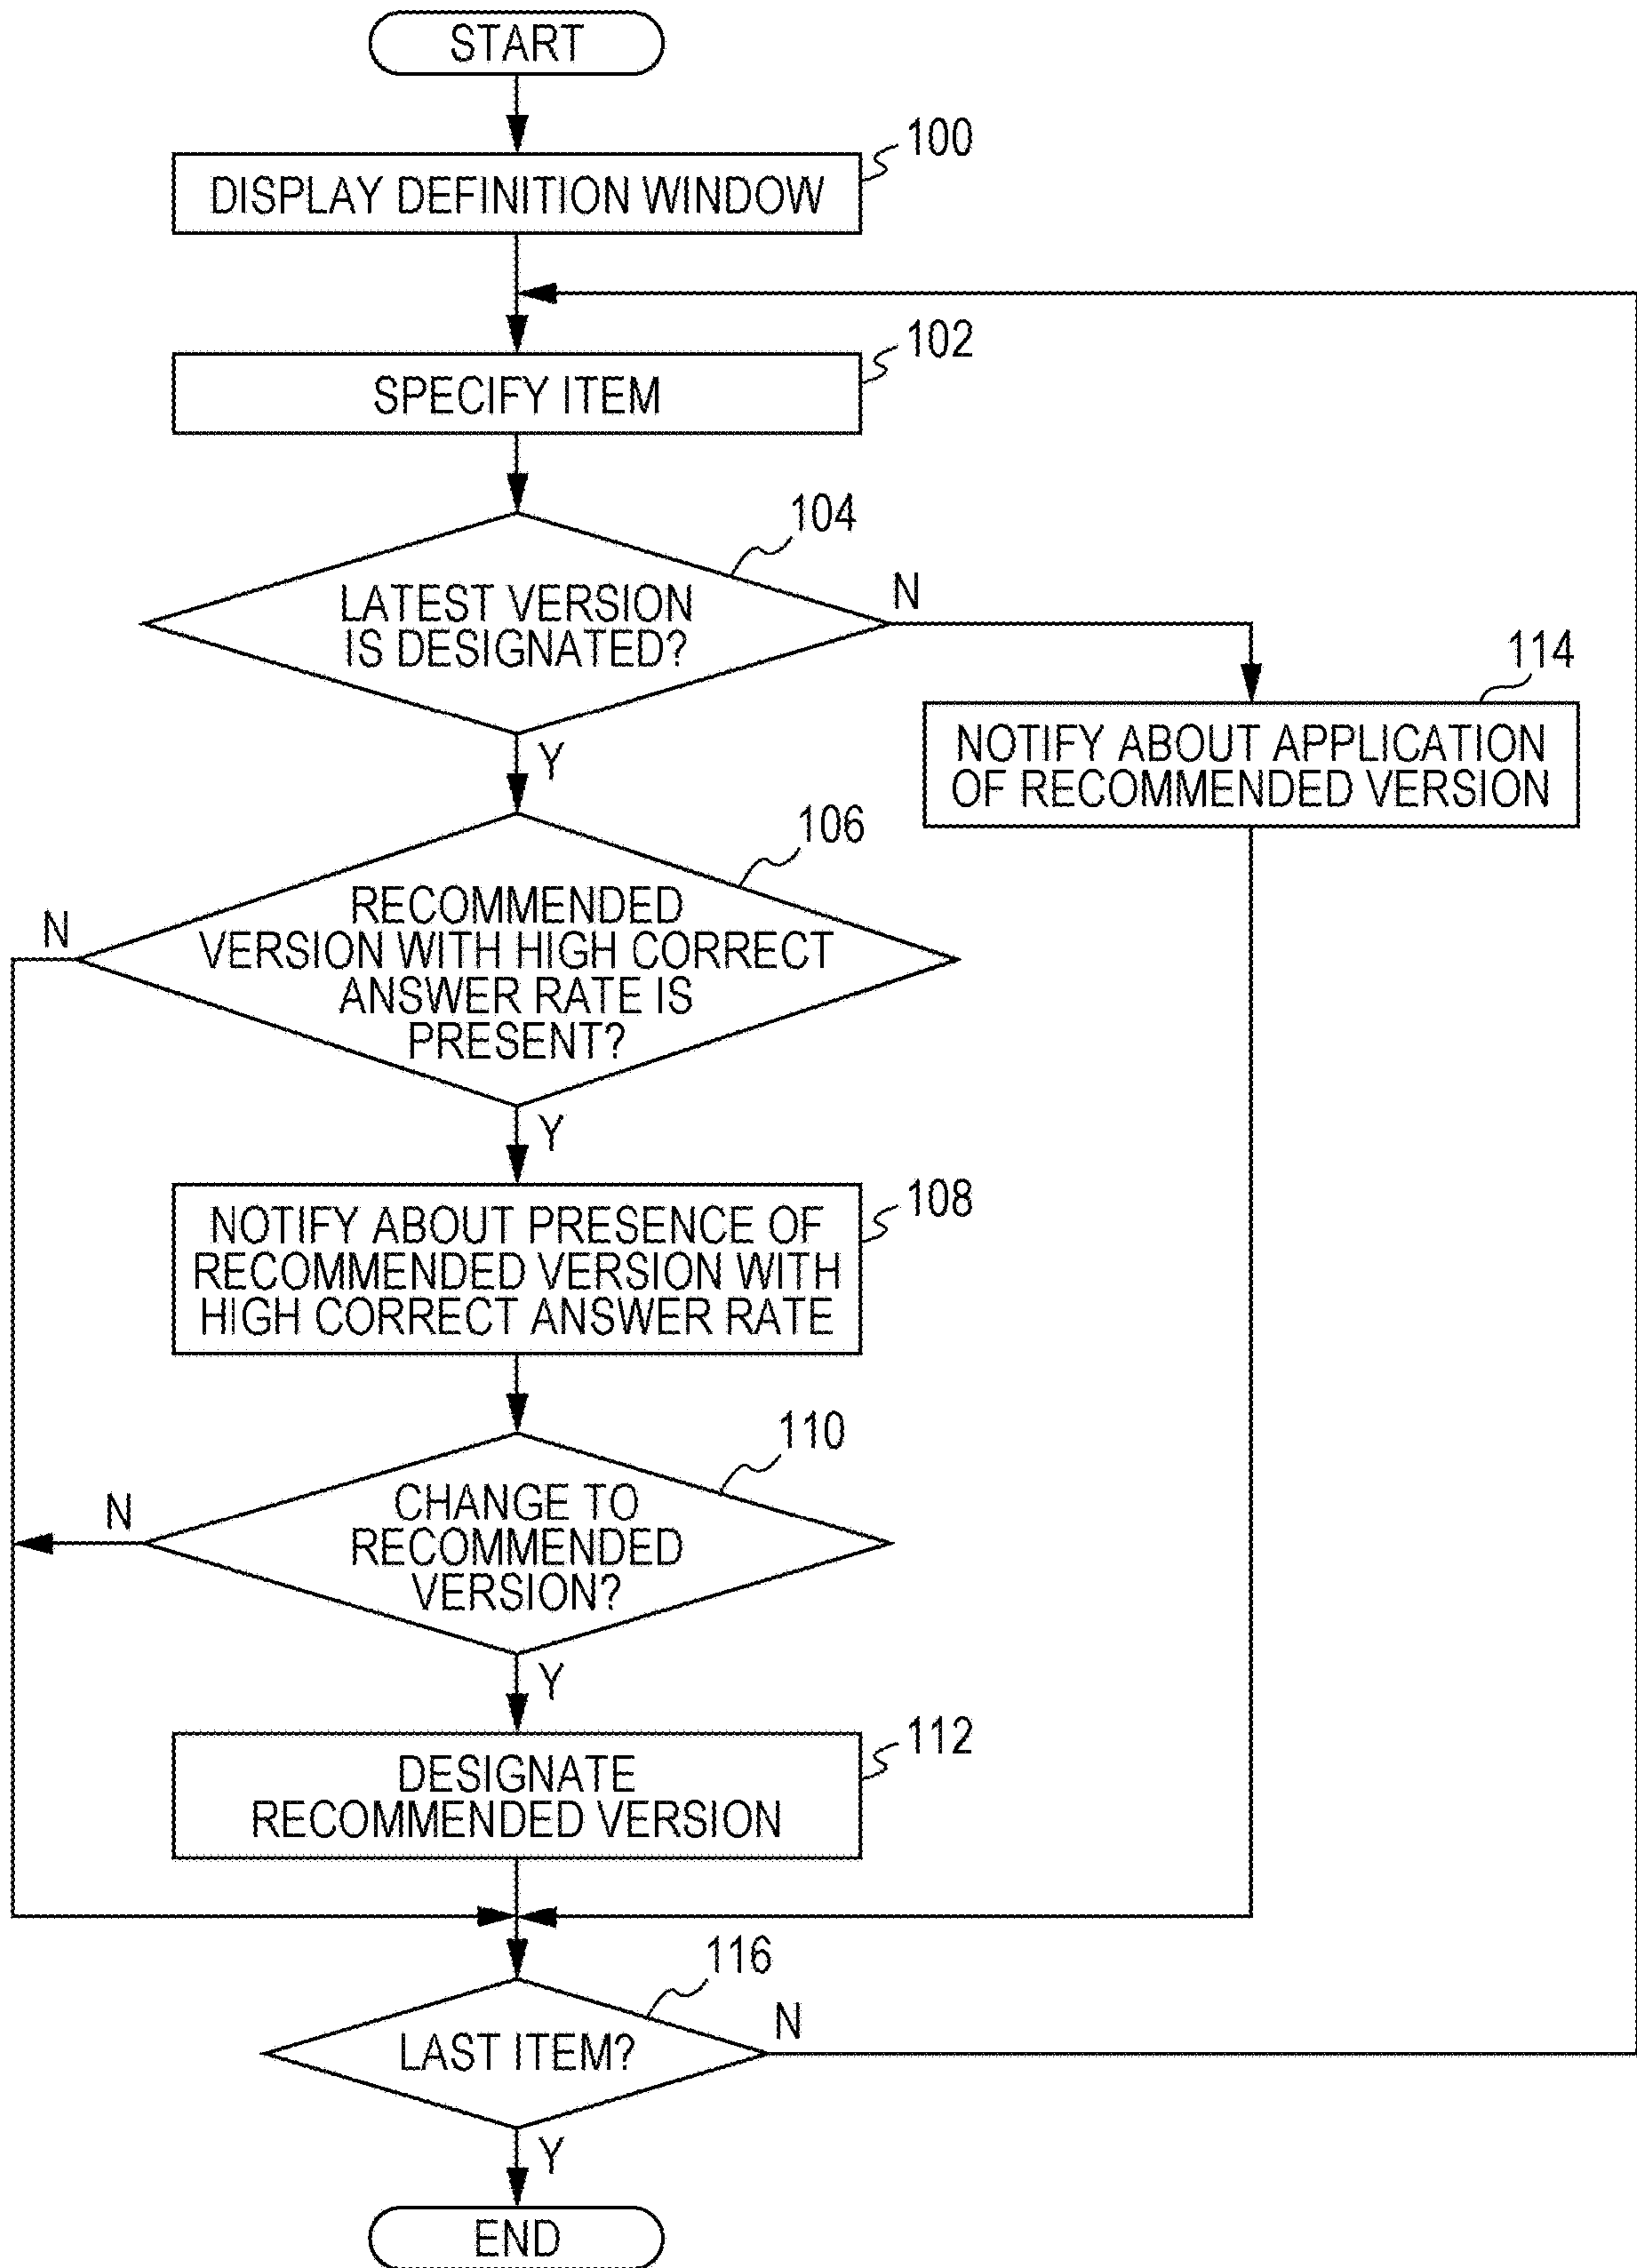 START
100
DISPLAY DEFINITION WINDOW
102
SPECIFY ITEM
104
LATEST VERSION
IS DESIGNATED?
N
Y
114
NOTIFY ABOUT APPLICATION
OF RECOMMENDED VERSION
106
RECOMMENDED
VERSION WITH HIGH CORRECT
ANSWER RATE IS
PRESENT?
N
Y
108
NOTIFY ABOUT PRESENCE OF
RECOMMENDED VERSION WITH
HIGH CORRECT ANSWER RATE
110
CHANGE TO
RECOMMENDED
VERSION?
N
Y
112
DESIGNATE
RECOMMENDED VERSION
116
LAST ITEM?
N
Y
END